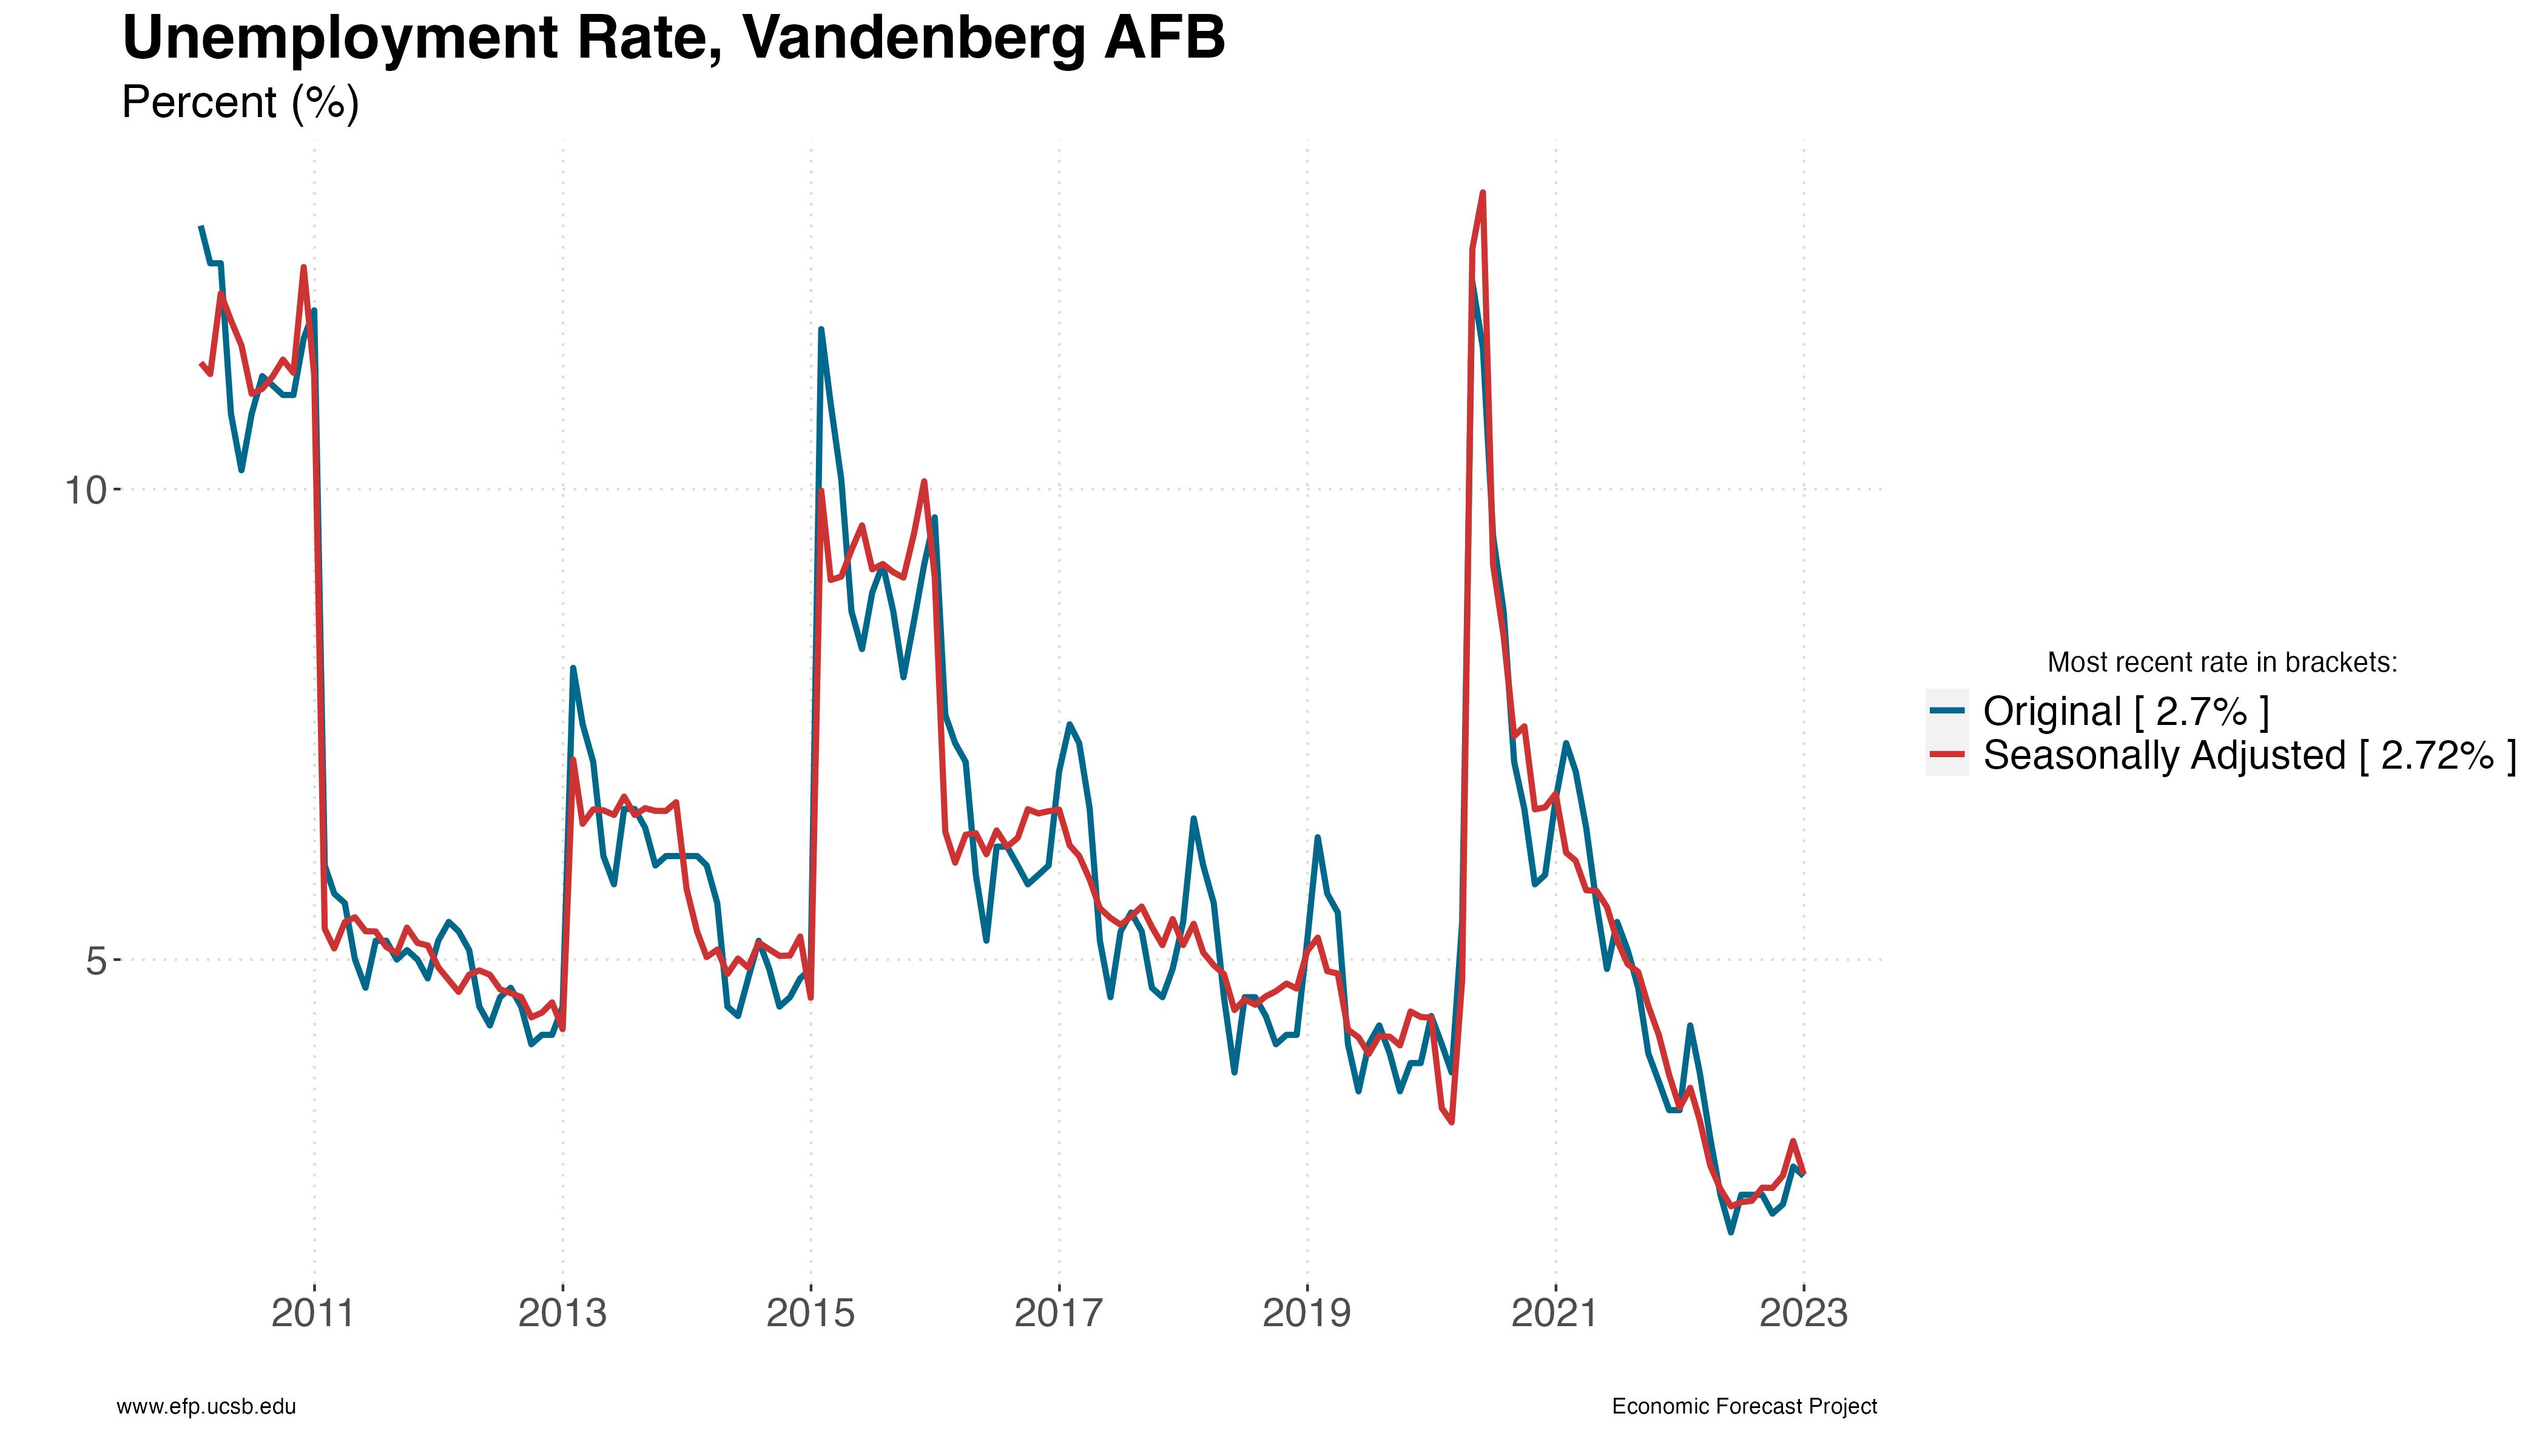 Unemployment Rate, Vandenberg AFB
Percent (%)
10
5
2011 2013 2015 2017 2019 2021 2023
Most recent rate in brackets:
Original [ 2.7% ]
Seasonally Adjusted [ 2.72% ]
www.efp.ucsb.edu Economic Forecast Project